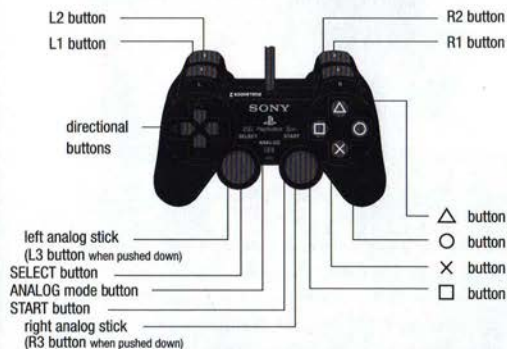 L2 button
R2 button
L1 button
R1 button
SONY
directional
buttons
SELECT
START
ANALOG
left analog stick
(L3 button when pushed down)
SELECT button
ANALOG mode button
START button
right analog stick
(R3 button when pushed down)
△ button
○ button
✕ button
□ button